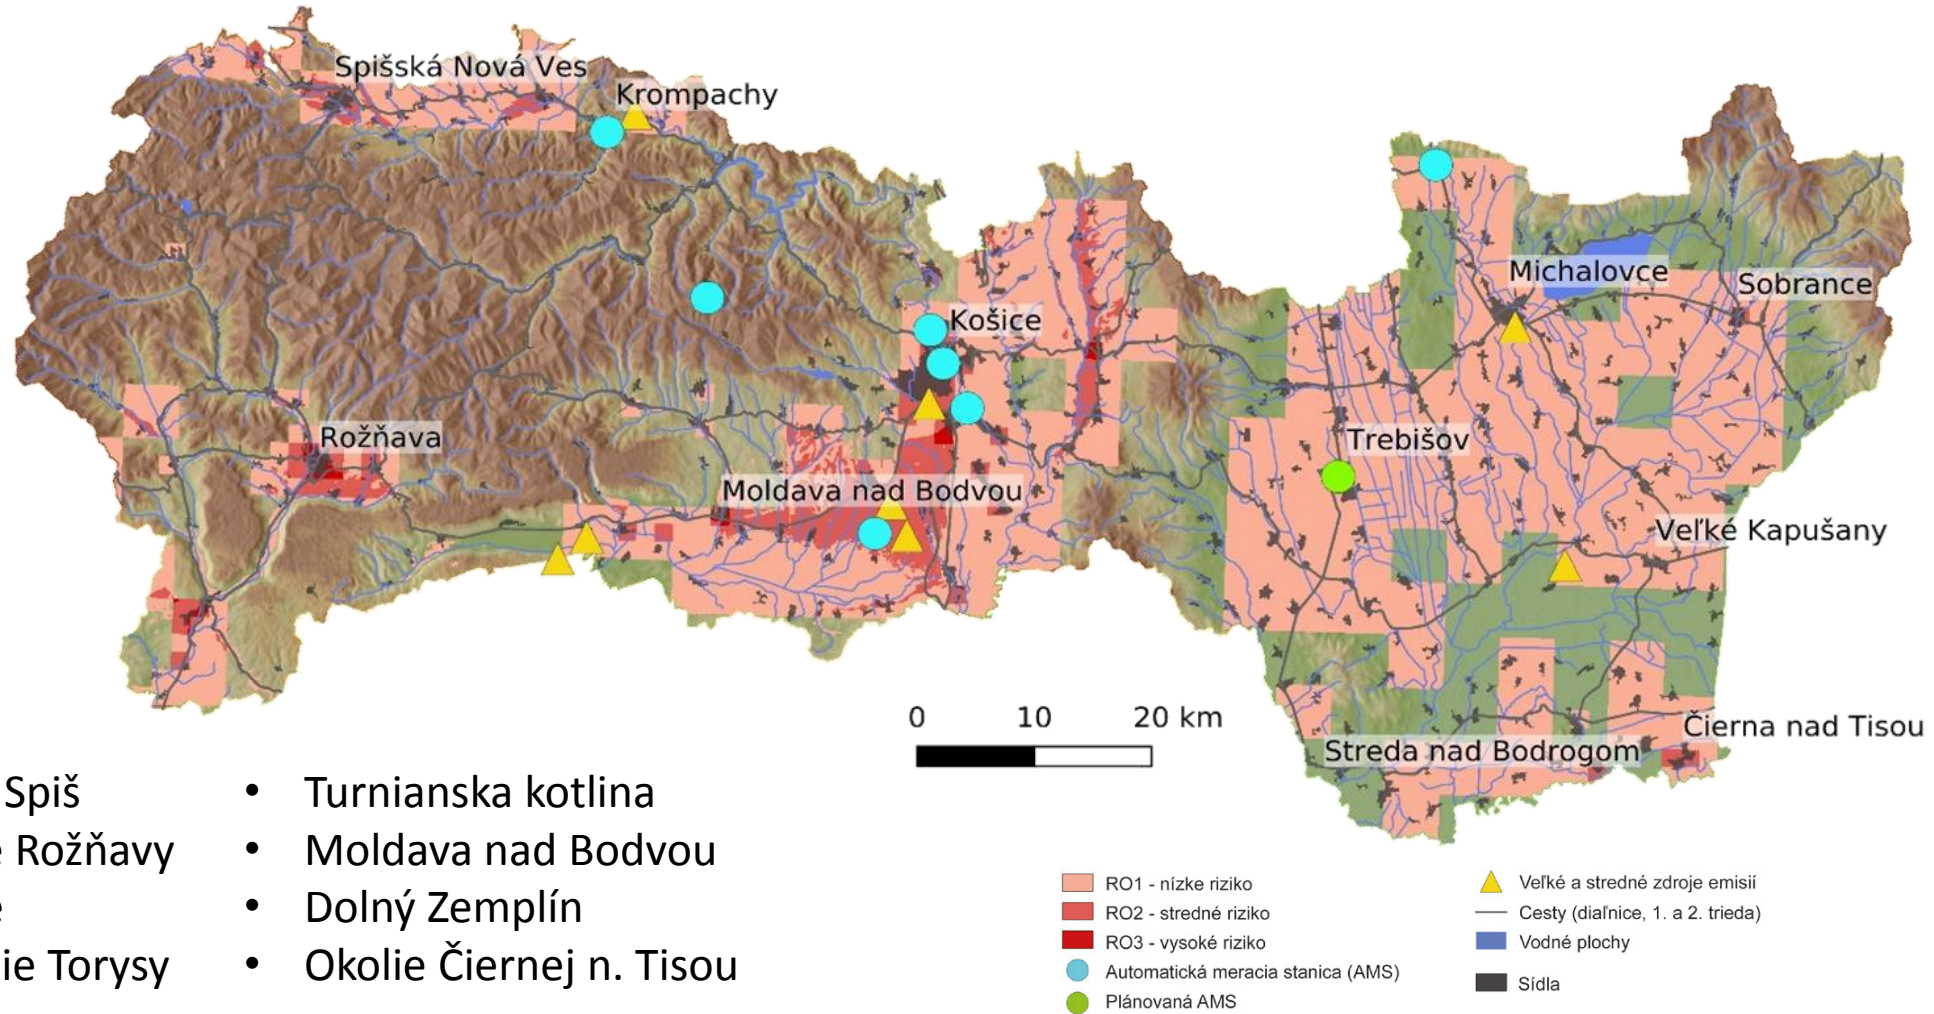 Spišská Nová Ves
Krompachy
Michalovce
Sobrance
Košice
Rožňava
Trebišov
Moldava nad Bodvou
Veľké Kapušany
0 10 20 km
Čierna nad Tisou
Streda nad Bodrogom
Spiš
e Rožňavy
e
ie Torysy
• Turnianska kotlina
• Moldava nad Bodvou
• Dolný Zemplín
• Okolie Čiernej n. Tisou
RO1 - nízke riziko
RO2 - stredné riziko
RO3 - vysoké riziko
Automatická meracia stanica (AMS)
Plánovaná AMS
Veľké a stredné zdroje emisií
Cesty (diaľnice, 1. a 2. trieda)
Vodné plochy
Sídla